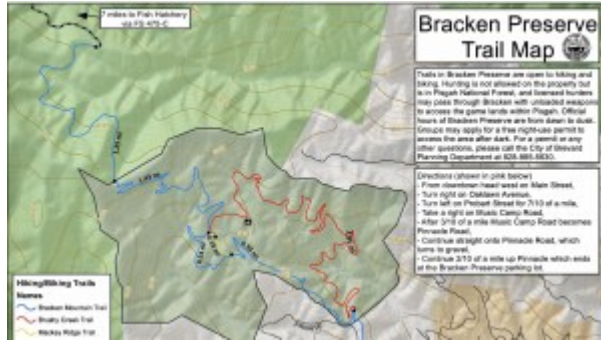 7 miles to Fish Hatchery
via FS 475-C
Bracken Preserve
Trail Map
Trails in Bracken Preserve are open to hiking and
biking. Hunting is not allowed on the property but
is in Pisgah National Forest, and licensed hunters
may pass through Bracken with unloaded weapons
to access the game lands within Pisgah. Official
hours of Bracken Preserve are from dawn to dusk.
Groups may apply for a free night-use permit to
access the area after dark. For a permit or any
other questions, please call the City of Brevard
Planning Department at
Directions (shown in pink below)
- From downtown head west on Main Street,
- Turn right on Oaklawn Avenue,
- Turn left on Probart Street for 7/10 of a mile,
- Take a right on Music Camp Road,
- After 3/10 of a mile Music Camp Road becomes
Pinnacle Road,
- Continue straight onto Pinnacle Road, which
turns to gravel,
- Continue 2/10 of a mile up Pinnacle which ends
at the Bracken Preserve parking lot.
Hiking/Biking Trails
Names
Bracken Mountain Trail
Brushy Creek Trail
Mackey Ridge Trail